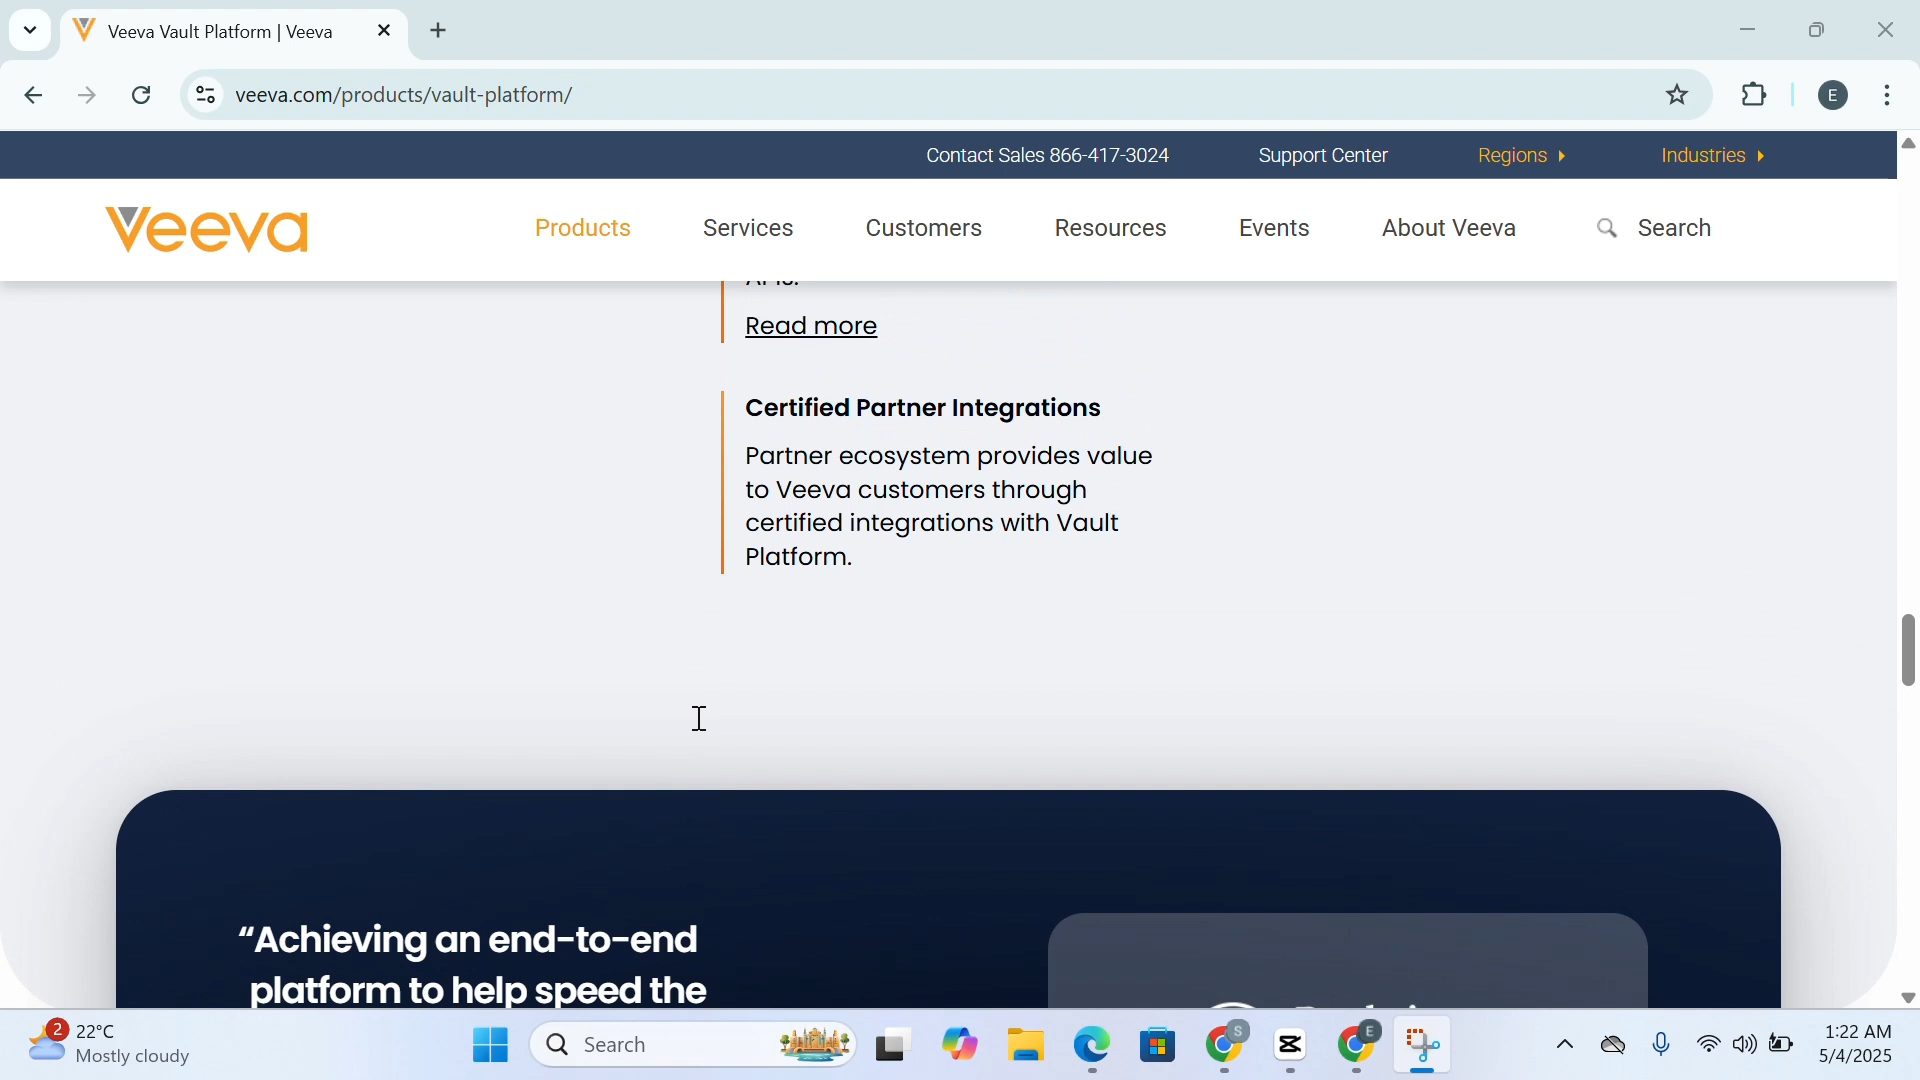 Veeva Vault Platform | Veeva
veeva.com/products/vault-platform/
E
Contact Sales 866-417-3024
Support Center
Regions
Industries
Veeva
Products
Services
Customers
Resources
Events
About Veeva
Search
APIs.
Read more
Certified Partner Integrations
Partner ecosystem provides value
to Veeva customers through
certified integrations with Vault
Platform.
“Achieving an end-to-end
platform to help speed the
2
22°C
Mostly cloudy
Search
S
E
1:22 AM
5/4/2025